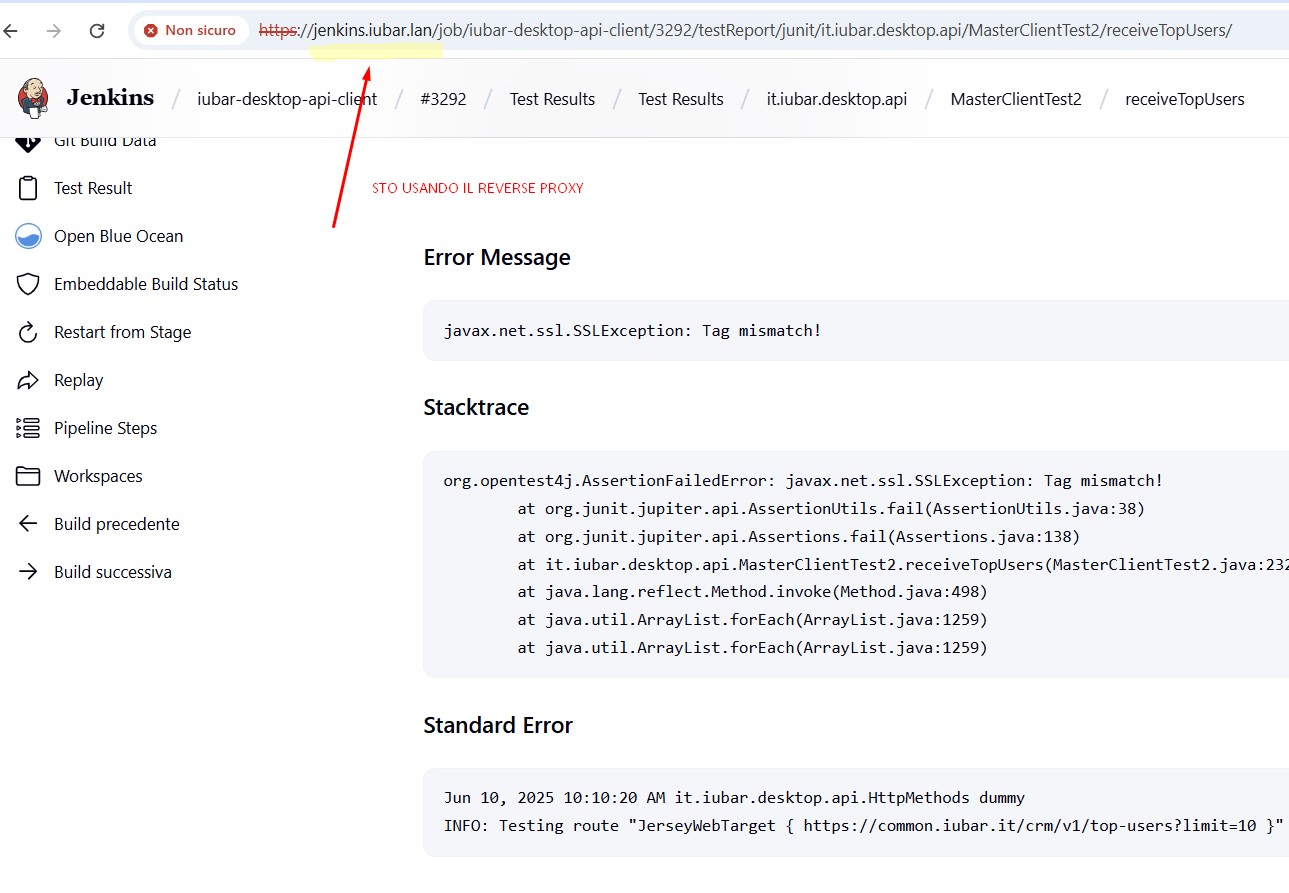 Non sicuro https://jenkins.iubar.lan/job/iubar-desktop-api-client/3292/testReport/junit/it.iubar.desktop.api/MasterClientTest2/receiveTopUsers/
Jenkins / iubar-desktop-api-client / #3292 / Test Results / Test Results / it.iubar.desktop.api / MasterClientTest2 / receiveTopUsers
Git Build Data
Test Result
Open Blue Ocean
Embeddable Build Status
Restart from Stage
Replay
Pipeline Steps
Workspaces
Build precedente
Build successiva
STO USANDO IL REVERSE PROXY
Error Message
javax.net.ssl.SSLException: Tag mismatch!
Stacktrace
org.opentest4j.AssertionFailedError: javax.net.ssl.SSLException: Tag mismatch!
at org.junit.jupiter.api.AssertionUtils.fail(AssertionUtils.java:38)
at org.junit.jupiter.api.Assertions.fail(Assertions.java:138)
at it.iubar.desktop.api.MasterClientTest2.receiveTopUsers(MasterClientTest2.java:232
at java.lang.reflect.Method.invoke(Method.java:498)
at java.util.ArrayList.forEach(ArrayList.java:1259)
at java.util.ArrayList.forEach(ArrayList.java:1259)
Standard Error
Jun 10, 2025 10:10:20 AM it.iubar.desktop.api.HttpMethods dummy
INFO: Testing route "JerseyWebTarget { https://common.iubar.it/crm/v1/top-users?limit=10 }"